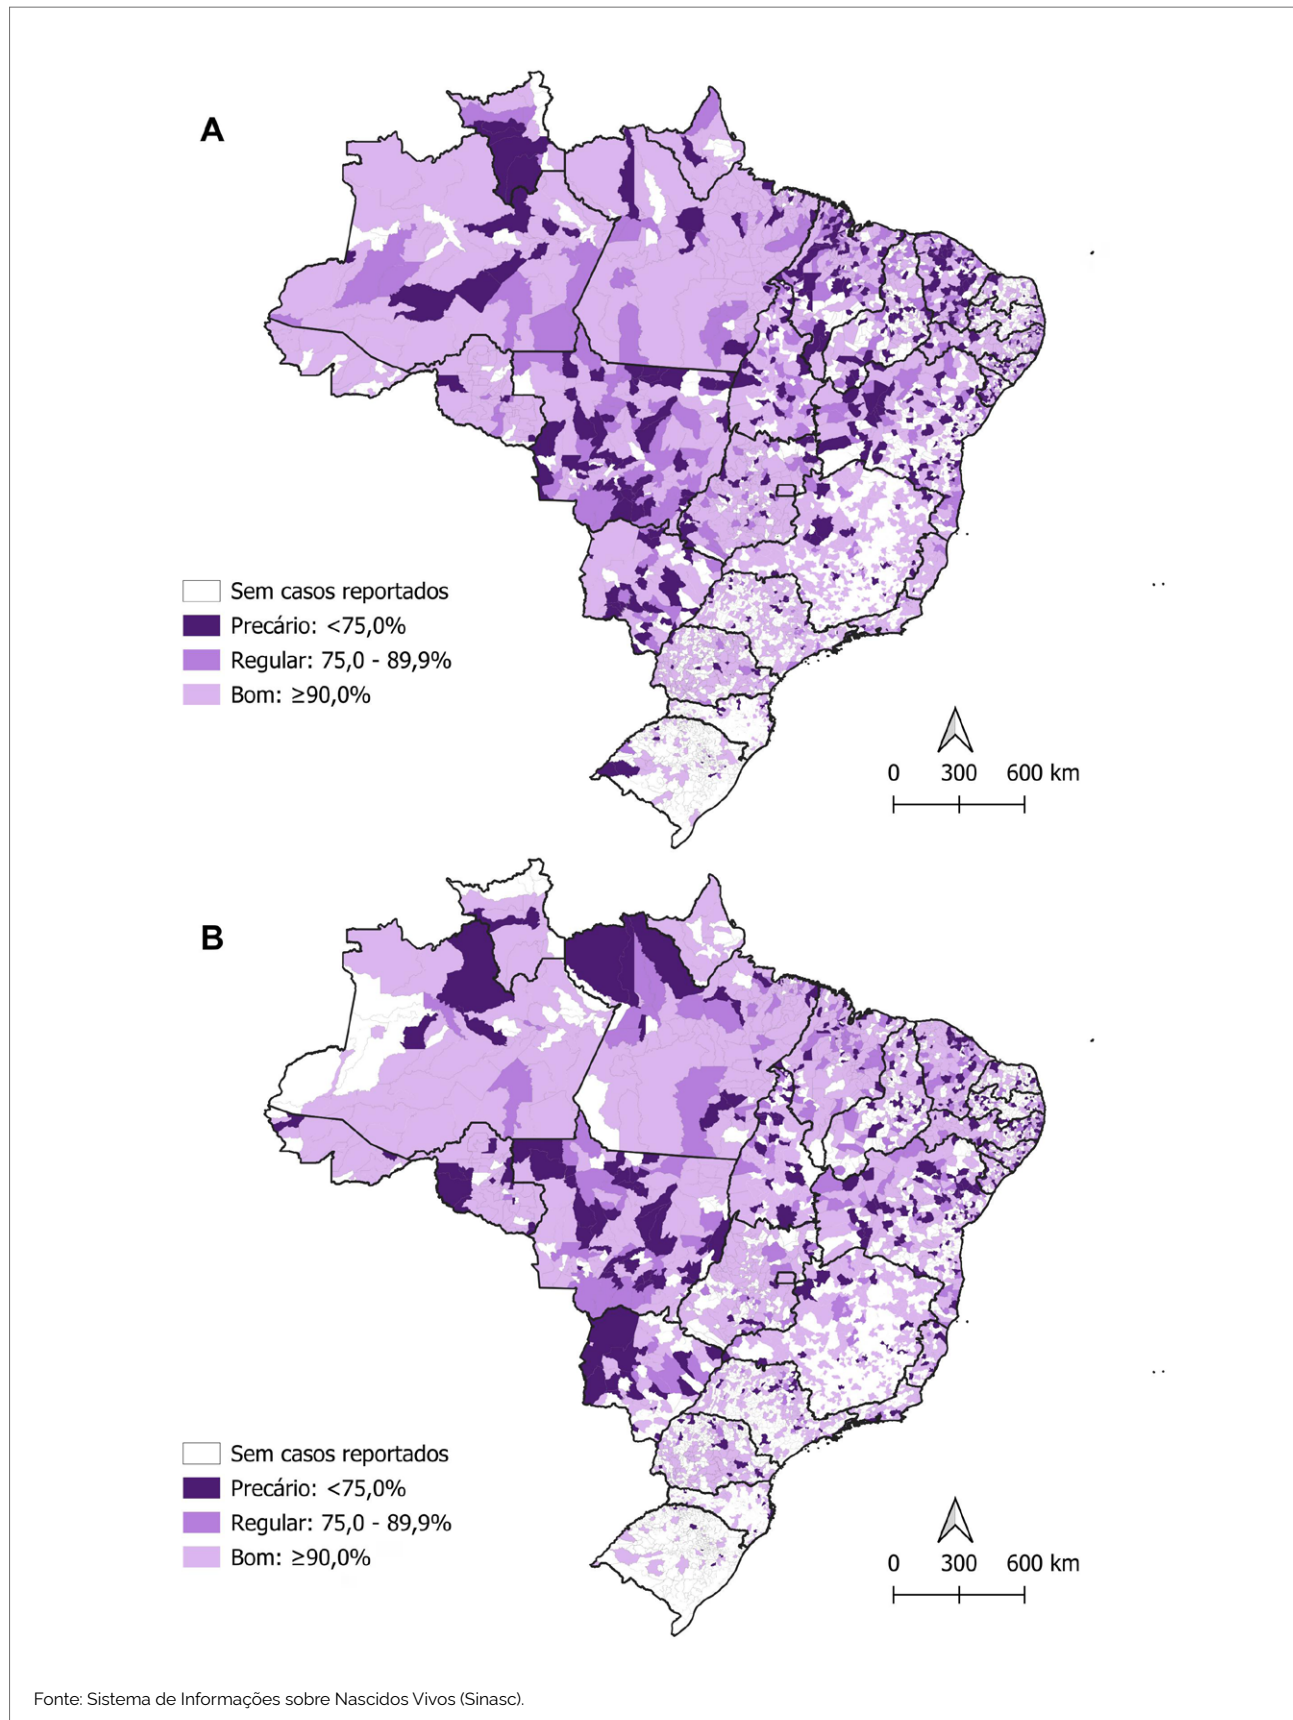 A
Sem casos reportados
Precário: <75,0%
Regular: 75,0 - 89,9%
Bom: ≥90,0%
0 300 600 km
B
Sem casos reportados
Precário: <75,0%
Regular: 75,0 - 89,9%
Bom: ≥90,0%
0 300 600 km
Fonte: Sistema de Informações sobre Nascidos Vivos (Sinasc).